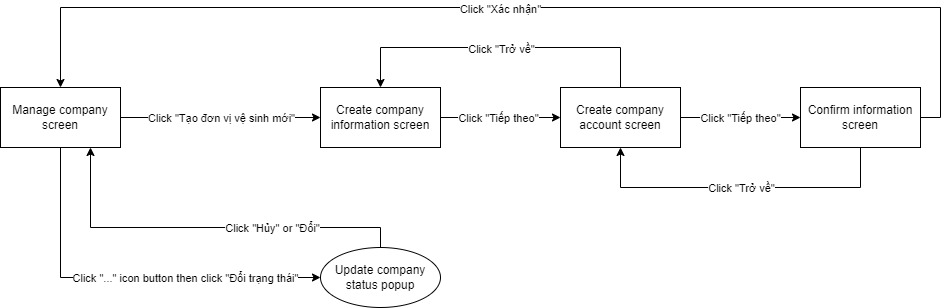 Click "Xác nhận"
Click "Trở về"
Manage company
screen
Click "Tạo đơn vị vệ sinh mới"
Create company
information screen
Click "Tiếp theo"
Create company
account screen
Click "Tiếp theo"
Confirm information
screen
Click "Trở về"
Click "Hủy" or "Đổi"
Click "..." icon button then click "Đổi trạng thái"
Update company
status popup